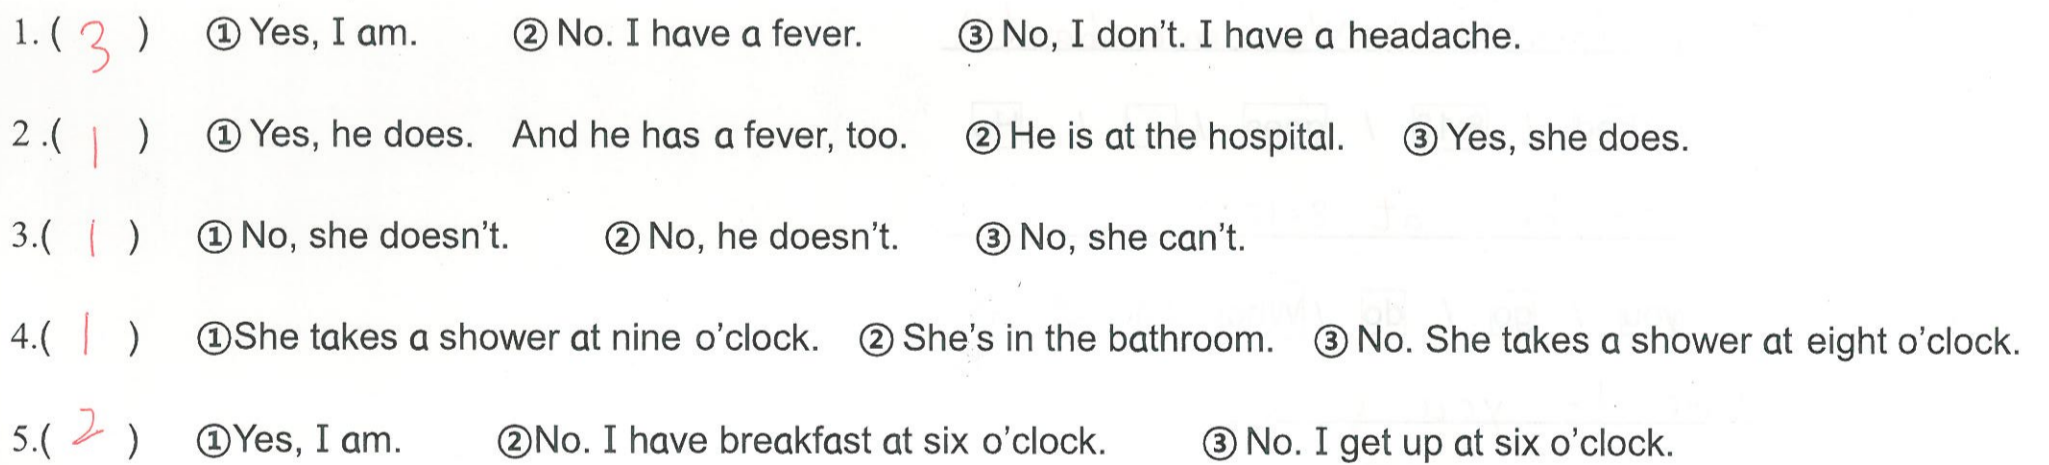 1. ( 3 ) ① Yes, I am. ② No. I have a fever. ③ No, I don't. I have a headache.
2 .( 1 ) ① Yes, he does. And he has a fever, too. ② He is at the hospital. ③ Yes, she does.
3.( 1 ) ① No, she doesn't. ② No, he doesn't. ③ No, she can't.
4.( 1 ) ①She takes a shower at nine o'clock. ② She's in the bathroom. ③ No. She takes a shower at eight o'clock.
5.( 2 ) ①Yes, I am. ②No. I have breakfast at six o'clock. ③ No. I get up at six o'clock.